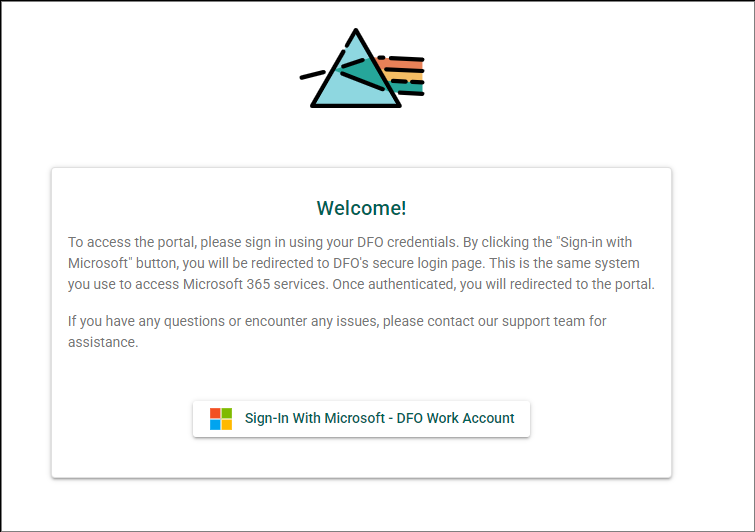 Welcome!
To access the portal, please sign in using your DFO credentials. By clicking the "Sign-in with
Microsoft" button, you will be redirected to DFO's secure login page. This is the same system
you use to access Microsoft 365 services. Once authenticated, you will redirected to the portal.
If you have any questions or encounter any issues, please contact our support team for
assistance.
Sign-In With Microsoft - DFO Work Account